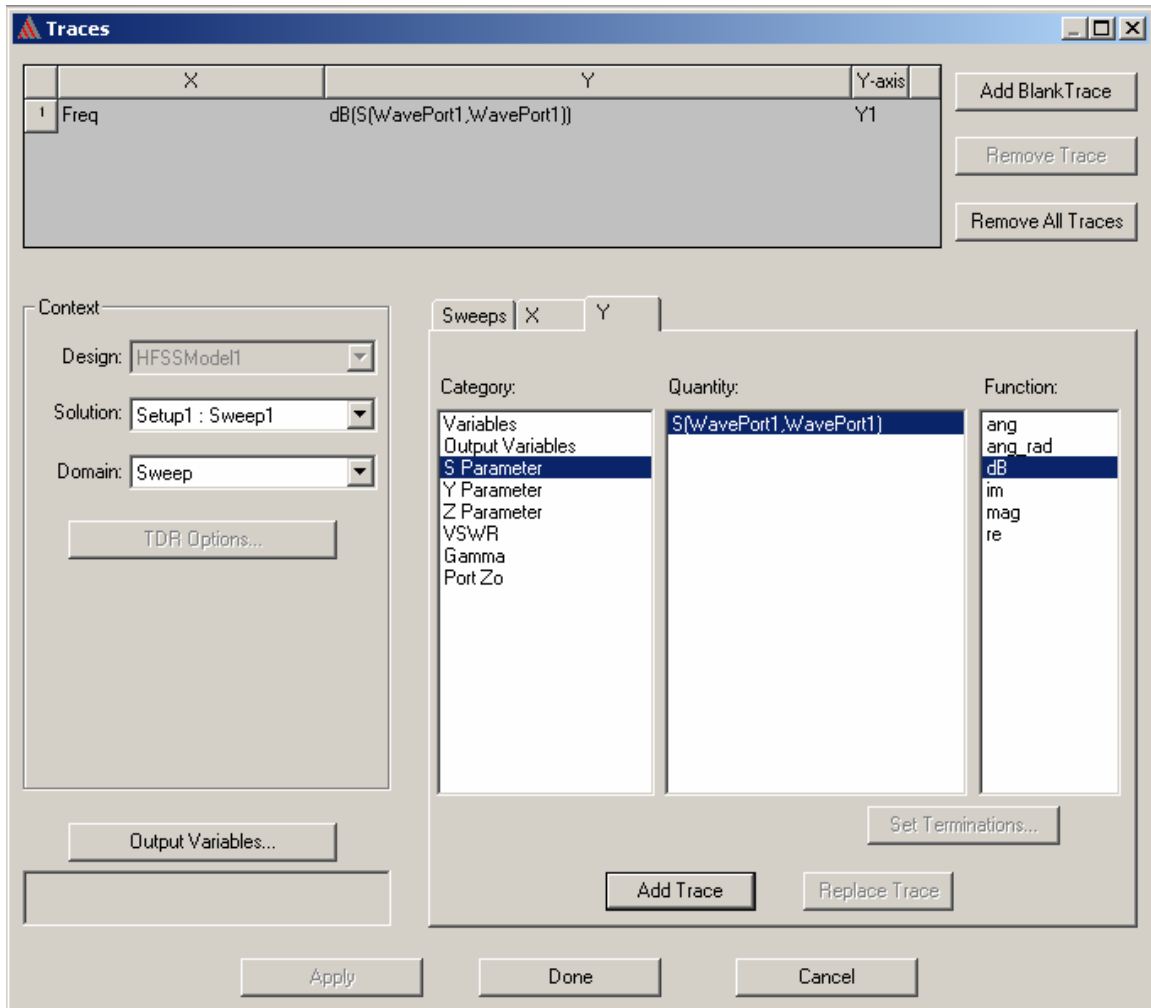 Traces
X Y Y-axis
1 Freq dB(S(WavePort1,WavePort1)) Y1
Add BlankTrace
Remove Trace
Remove All Traces
Context
Design: HFSSModel1
Solution: Setup1 : Sweep1
Domain: Sweep
TDR Options...
Output Variables...
Sweeps X Y
Category: Quantity: Function:
Variables
Output Variables
S Parameter
Y Parameter
Z Parameter
VSWR
Gamma
Port Zo
S(WavePort1,WavePort1)
ang
ang_rad
dB
im
mag
re
Set Terminations...
Add Trace Replace Trace
Apply Done Cancel